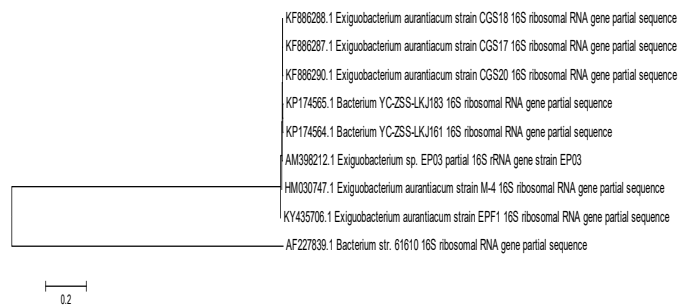 KF886288.1 Exiguobacterium aurantiacum strain CGS18 16S ribosomal RNA gene partial sequence
KF886287.1 Exiguobacterium aurantiacum strain CGS17 16S ribosomal RNA gene partial sequence
KF886290.1 Exiguobacterium aurantiacum strain CGS20 16S ribosomal RNA gene partial sequence
KP174565.1 Bacterium YC-ZSS-LKJ183 16S ribosomal RNA gene partial sequence
KP174564.1 Bacterium YC-ZSS-LKJ161 16S ribosomal RNA gene partial sequence
AM398212.1 Exiguobacterium sp. EP03 partial 16S rRNA gene strain EP03
HM030747.1 Exiguobacterium aurantiacum strain M-4 16S ribosomal RNA gene partial sequence
KY435706.1 Exiguobacterium aurantiacum strain EPF1 16S ribosomal RNA gene partial sequence
AF227839.1 Bacterium str. 61610 16S ribosomal RNA gene partial sequence
0.2